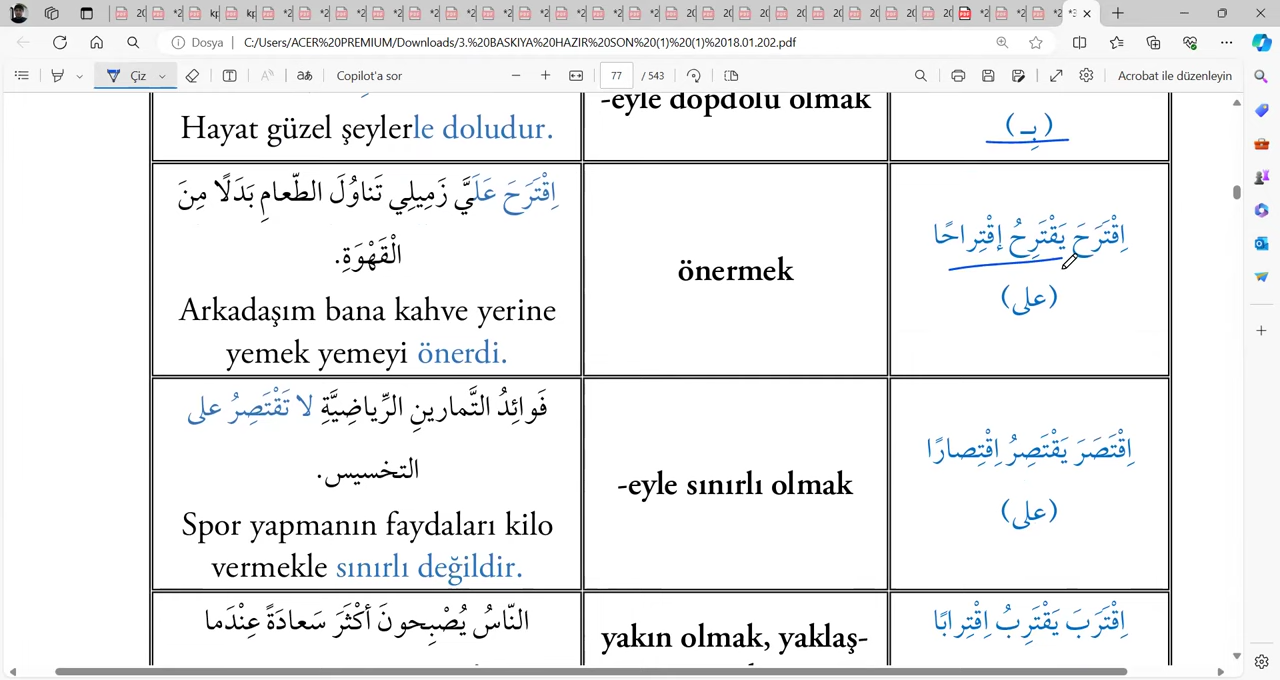 Dosya
C:/Users/ACER%20PREMIUM/Downloads/3.%20BASKIYA%20HAZIR%20SON%20(1)%20(1)%2018.01.202.pdf
Çiz
aあ
Copilot'a sor
77 / 543
Acrobat ile düzenleyin
-eyle dopdolu olmak
(بِـ)
Hayat güzel şeylerle doludur.
اِقْتَرَحَ يَقْتَرِحُ إقْتِراحًا
(على)
önermek
اِقْتَرَحَ عَلَيَّ زَمِيلِي تَناوُلَ الطّعامِ بَدَلًا مِنَ
الْقَهْوَةِ.
Arkadaşım bana kahve yerine
yemek yemeyi önerdi.
اِقْتَصَرَ يَقْتَصِرُ اِقْتِصارًا
(على)
-eyle sınırlı olmak
فَوائِدُ التَّمارينِ الرِّياضِيَّةِ لا تَقْتَصِرُ على
التخسيس.
Spor yapmanın faydaları kilo
vermekle sınırlı değildir.
اِقْتَرَبَ يَقْتَرِبُ اِقْتِرابًا
yakın olmak, yaklaş-
النّاسُ يُصْبِحونَ أكْثَرَ سَعادَةً عِنْدَما